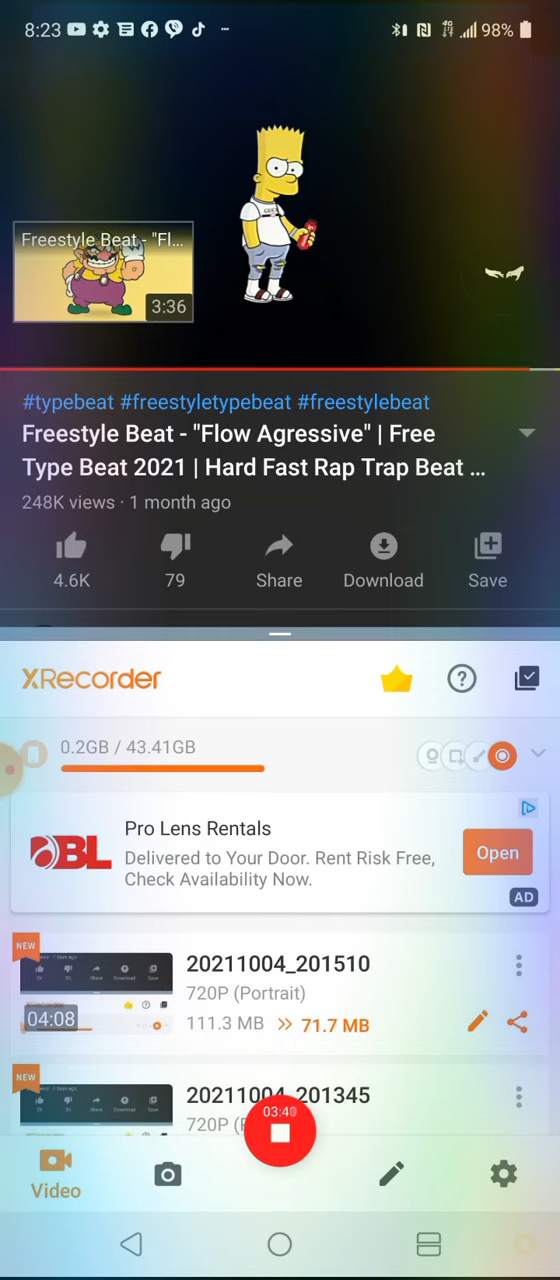 8:23
4G
98%
Freestyle Beat - "Fl...
3:36
#typebeat #freestyletypebeat #freestylebeat
Freestyle Beat - "Flow Agressive" | Free
Type Beat 2021 | Hard Fast Rap Trap Beat ...
248K views · 1 month ago
4.6K
79
Share
Download
Save
XRecorder
0.2GB / 43.41GB
BL
Pro Lens Rentals
Delivered to Your Door. Rent Risk Free,
Check Availability Now.
Open
AD
NEW
20211004_201510
720P (Portrait)
04:08
111.3 MB >> 71.7 MB
NEW
20211004_201345
720P
03:40
Video